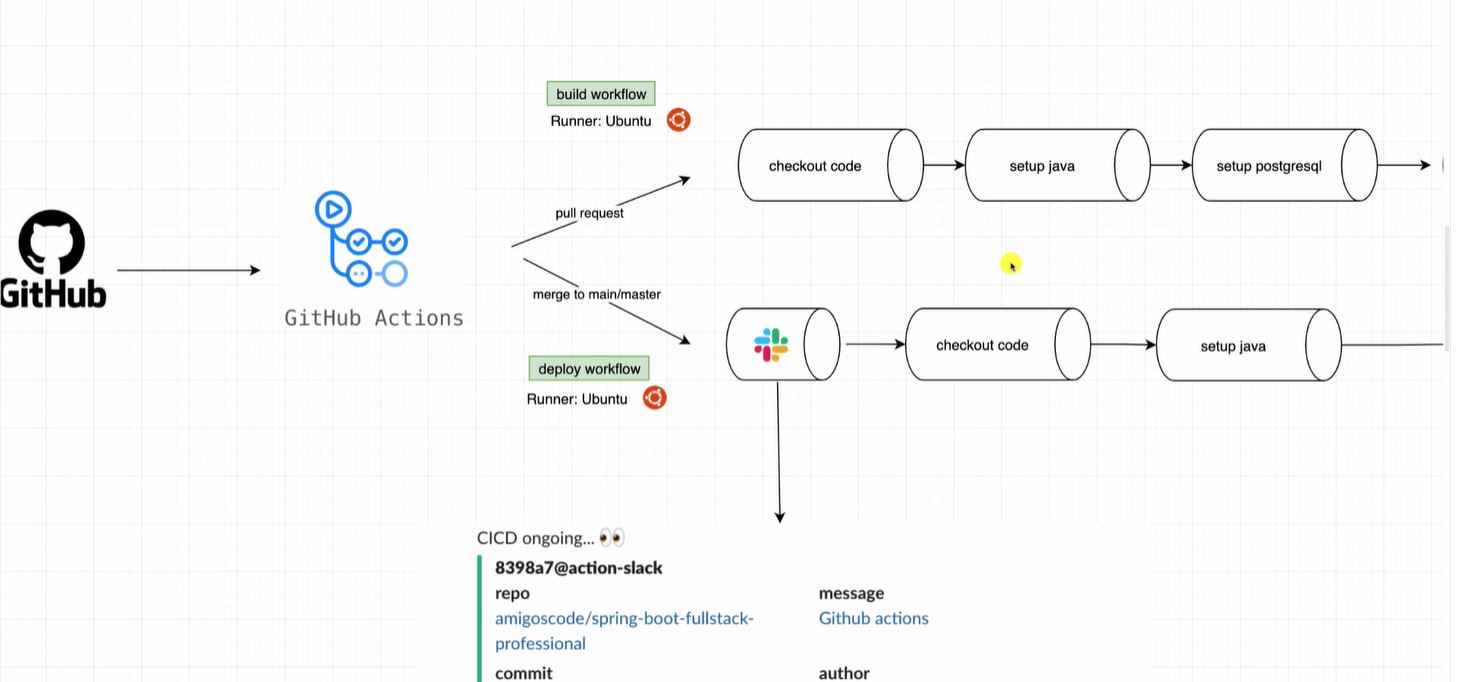 build workflow
Runner: Ubuntu
checkout code
setup java
setup postgresql
pull request
GitHub
GitHub Actions
merge to main/master
checkout code
setup java
deploy workflow
Runner: Ubuntu
CICD ongoing... 👀
8398a7@action-slack
repo
amigoscode/spring-boot-fullstack-
professional
message
Github actions
commit
author